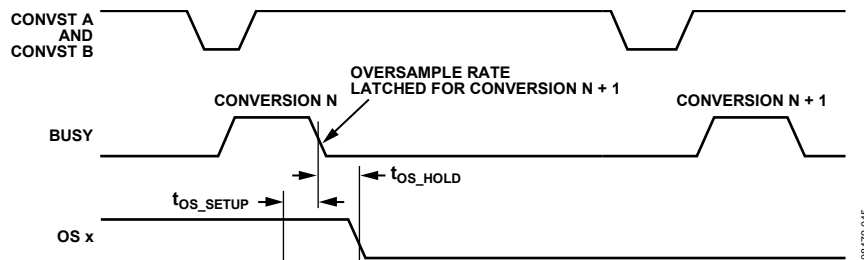 CONVST A
AND
CONVST B
OVERSAMPLE RATE
LATCHED FOR CONVERSION N + 1
CONVERSION N
CONVERSION N + 1
BUSY
tOS_HOLD
tOS_SETUP
OS x